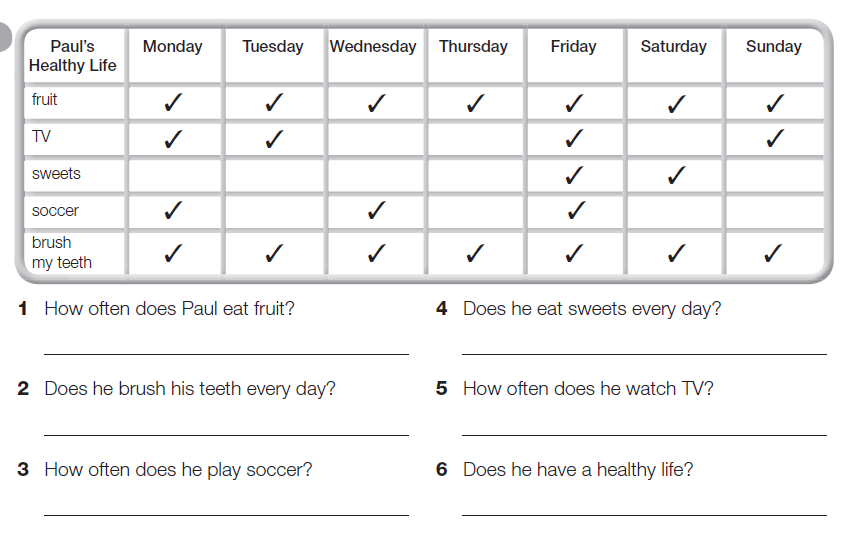 Paul's
Healthy Life
Monday
Tuesday
Wednesday
Thursday
Friday
Saturday
Sunday
fruit ✓ ✓ ✓ ✓ ✓ ✓ ✓
TV ✓ ✓ ✓ ✓
sweets ✓ ✓
soccer ✓ ✓ ✓
brush
my teeth ✓ ✓ ✓ ✓ ✓ ✓ ✓
1 How often does Paul eat fruit?
2 Does he brush his teeth every day?
3 How often does he play soccer?
4 Does he eat sweets every day?
5 How often does he watch TV?
6 Does he have a healthy life?